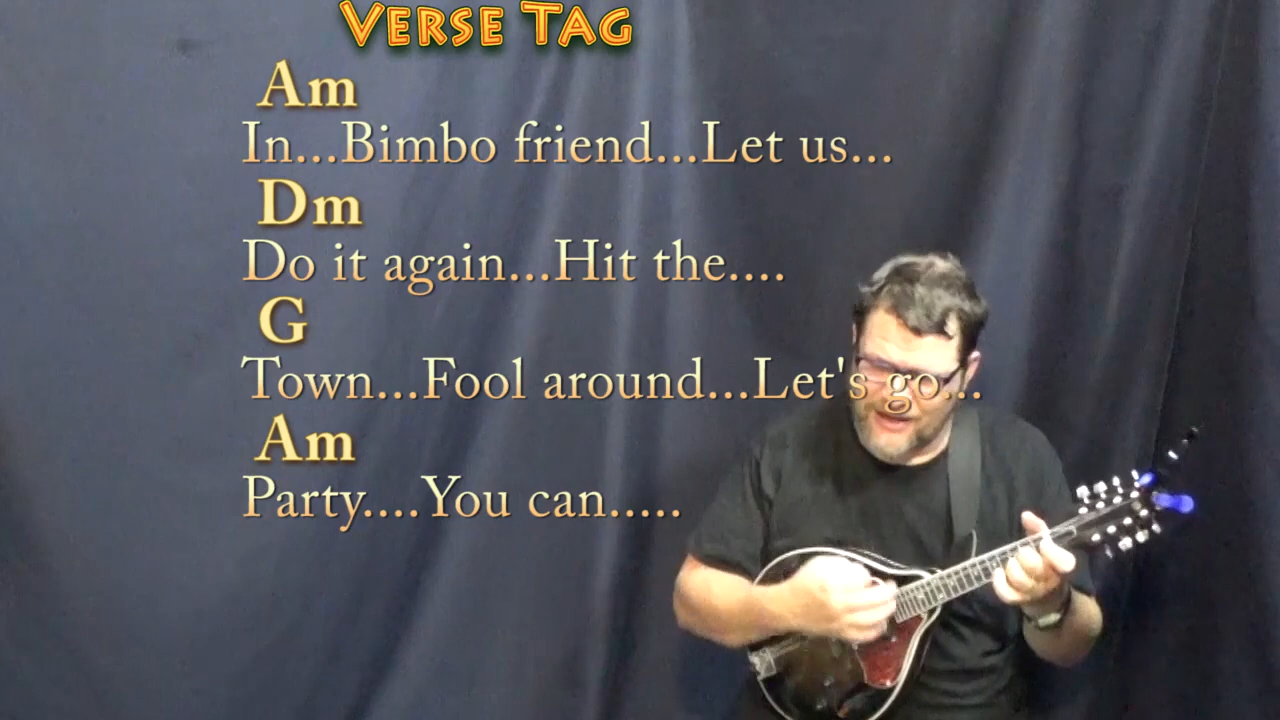 VERSE TAG
Am
In...Bimbo friend...Let us...
Dm
Do it again...Hit the....
G
Town...Fool around...Let's go...
Am
Party....You can.....